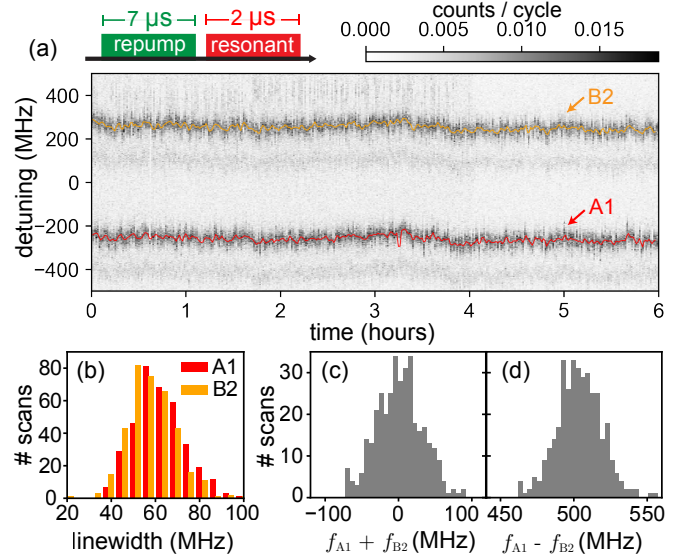 7 µs
2 µs
repump
resonant
counts / cycle
0.000 0.005 0.010 0.015
(a)
detuning (MHz)
400
200
0
−200
−400
B2
A1
0 1 2 3 4 5 6
time (hours)
(b)
A1
B2
# scans
80
60
40
20
0
20 40 60 80 100
linewidth (MHz)
(c)
# scans
30
20
10
0
−100 0 100
f_A1 + f_B2 (MHz)
(d)
450 500 550
f_A1 - f_B2 (MHz)